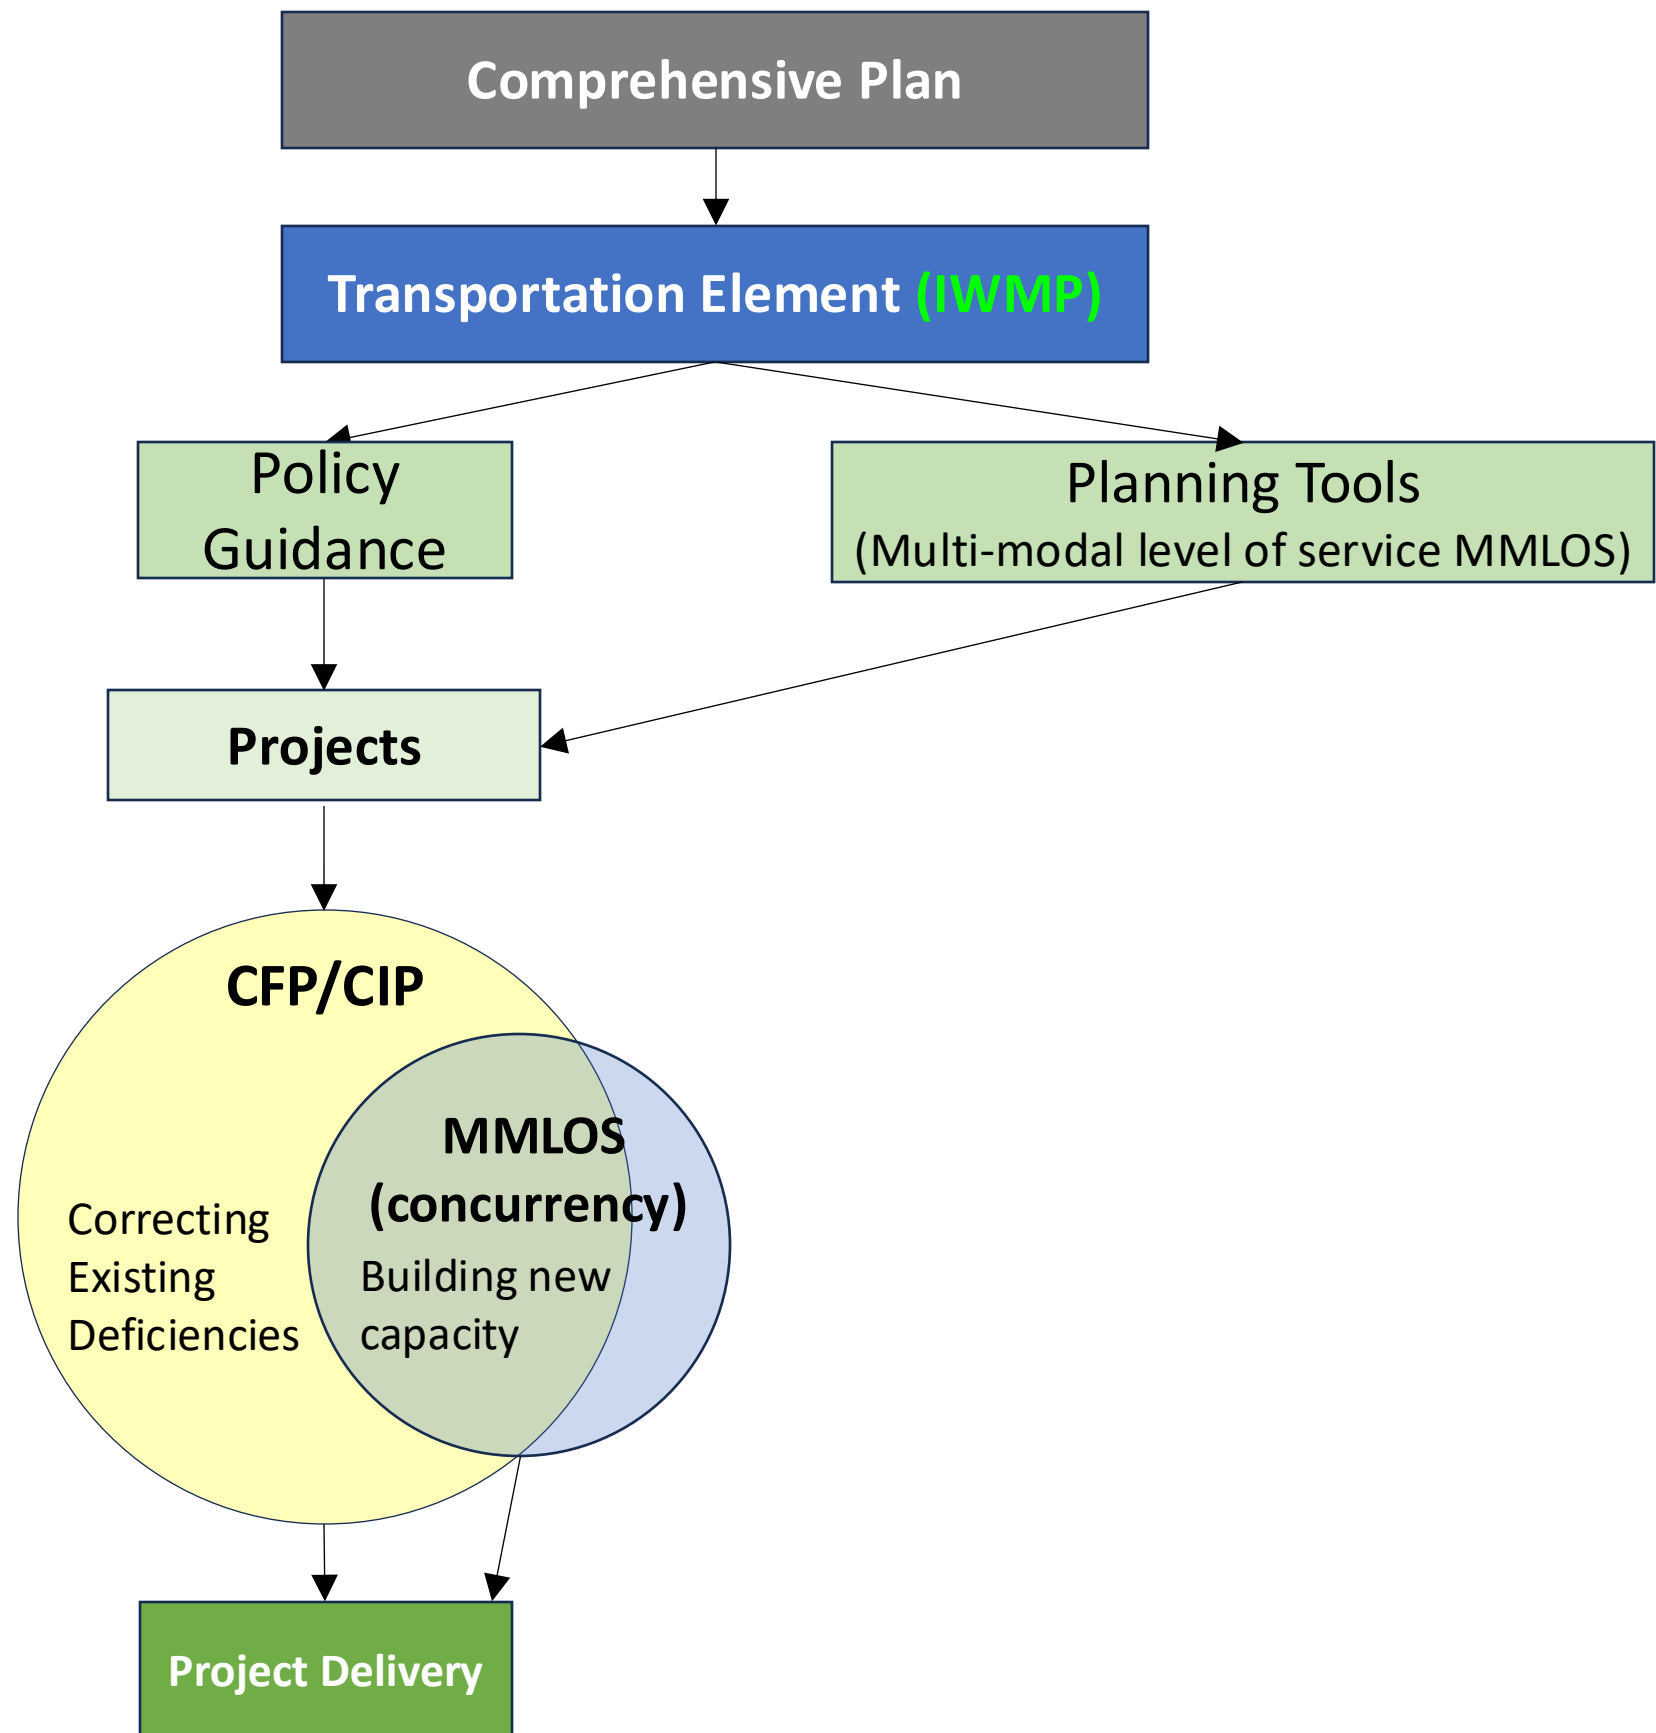 Comprehensive Plan
Transportation Element (IWMP)
Policy
Guidance
Planning Tools
(Multi-modal level of service MMLOS)
Projects
CFP/CIP
MMLOS
(concurrency)
Correcting
Existing
Deficiencies
Building new
capacity
Project Delivery